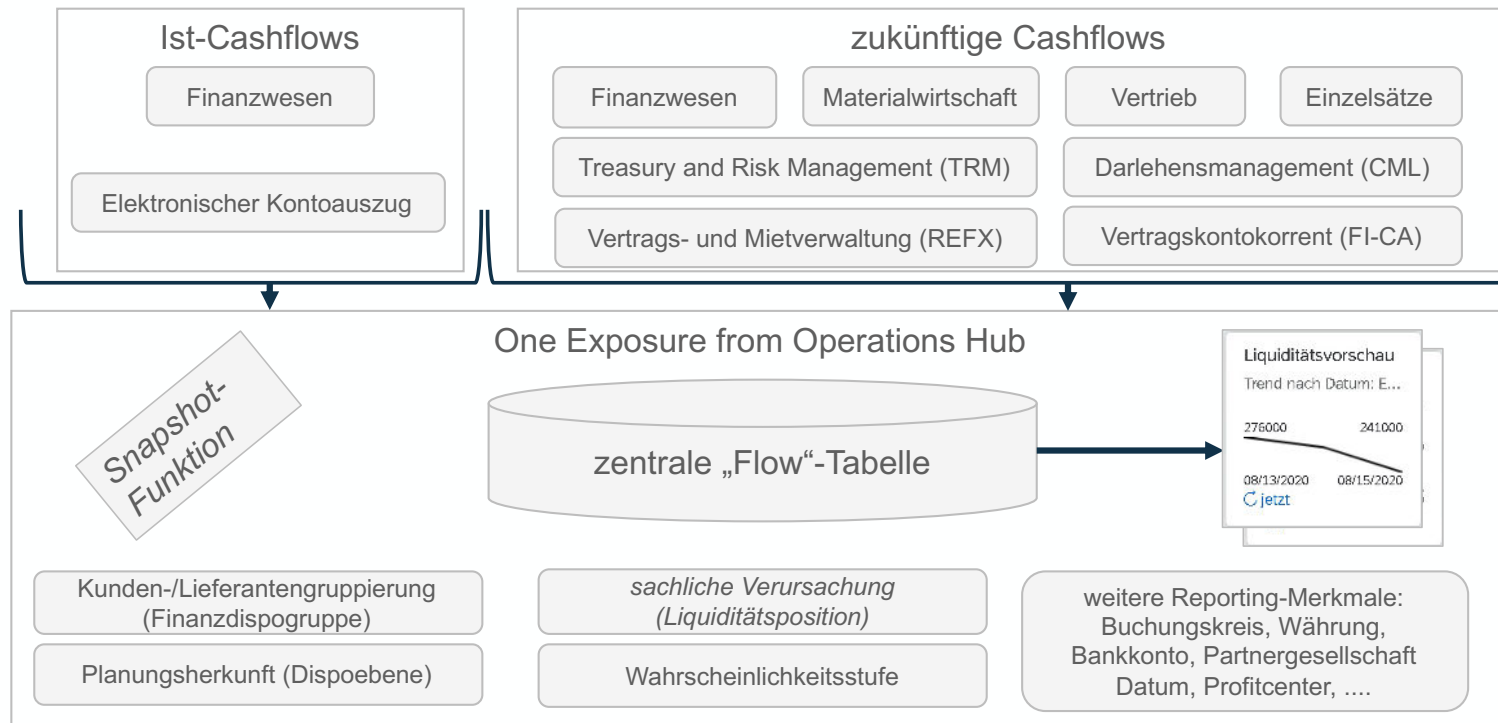 Ist-Cashflows
Finanzwesen
Elektronischer Kontoauszug
zukünftige Cashflows
Finanzwesen
Materialwirtschaft
Vertrieb
Einzelsätze
Treasury and Risk Management (TRM)
Darlehensmanagement (CML)
Vertrags- und Mietverwaltung (REFX)
Vertragskontokorrent (FI-CA)
One Exposure from Operations Hub
Snapshot-
Funktion
zentrale „Flow“-Tabelle
Liquiditätsvorschau
Trend nach Datum: E...
276000
241000
08/13/2020
08/15/2020
jetzt
Kunden-/Lieferantengruppierung
(Finanzdispogruppe)
sachliche Verursachung
(Liquiditätsposition)
weitere Reporting-Merkmale:
Buchungskreis, Währung,
Bankkonto, Partnergesellschaft
Datum, Profitcenter, ....
Planungsherkunft (Dispoebene)
Wahrscheinlichkeitsstufe